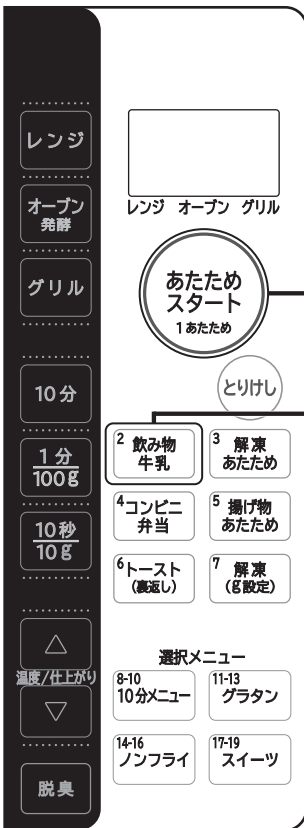 レンジ
オーブン
発酵
グリル
10分
1分
100g
10秒
10g
△
温度/仕上がり
▽
脱臭
レンジ オーブン グリル
あたため
スタート
1あたため
とりけし
2 飲み物
牛乳
3 解凍
あたため
4コンビニ
弁当
5 揚げ物
あたため
6トースト
(裏返し)
7 解凍
(g設定)
選択メニュー
8-10
10分メニュー
11-13
グラタン
14-16
ノンフライ
17-19
スイーツ